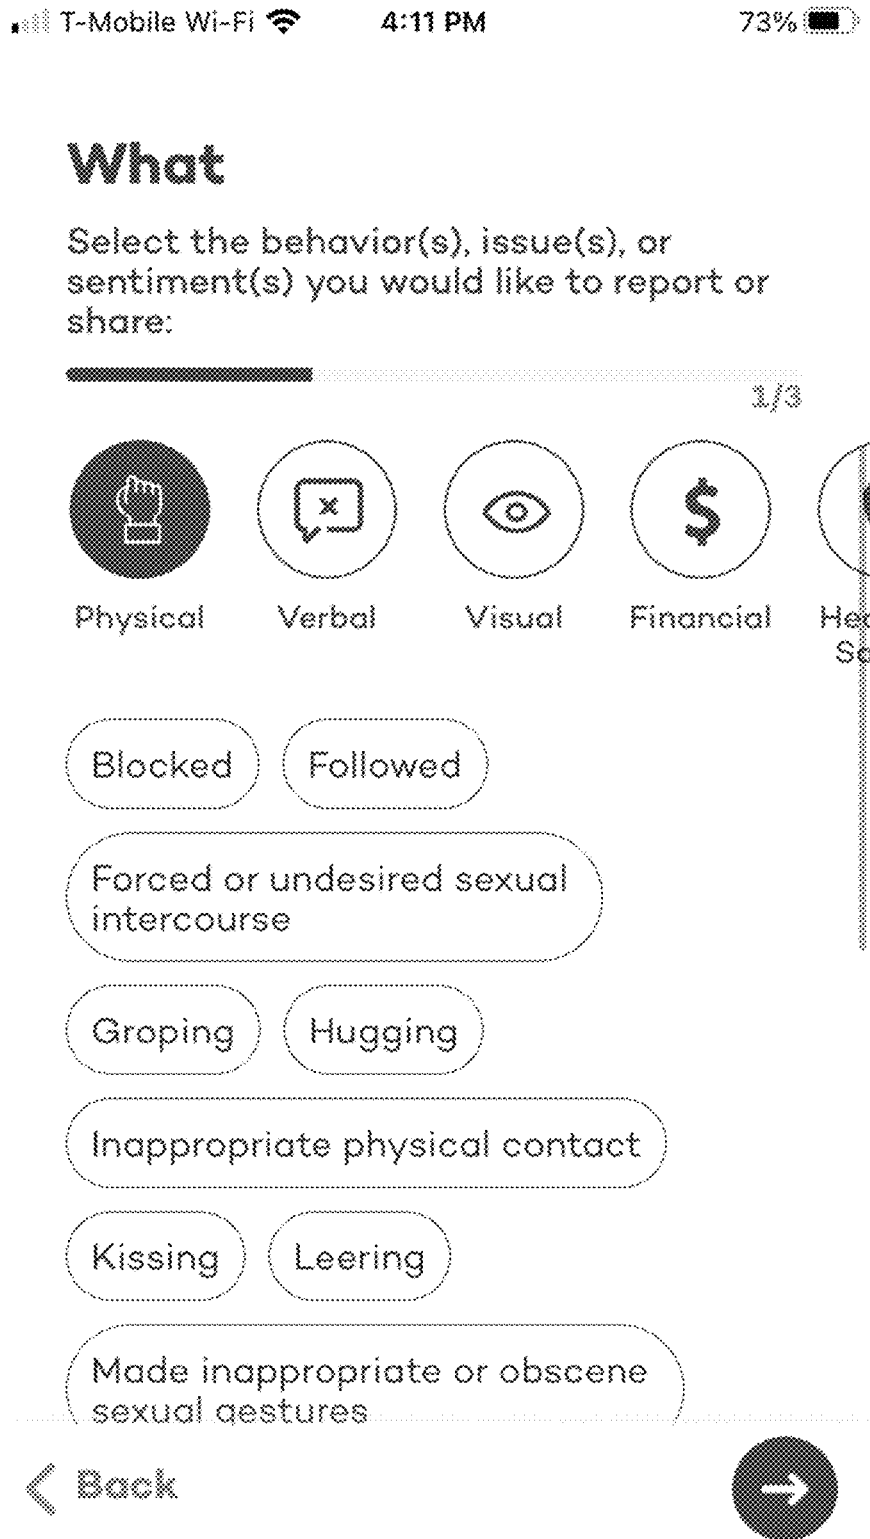 T-Mobile Wi-Fi 4:11 PM 73%
What
Select the behavior(s), issue(s), or
sentiment(s) you would like to report or
share:
1/3
Physical Verbal Visual Financial
Blocked Followed
Forced or undesired sexual
intercourse
Groping Hugging
Inappropriate physical contact
Kissing Leering
Made inappropriate or obscene
sexual gestures
Back